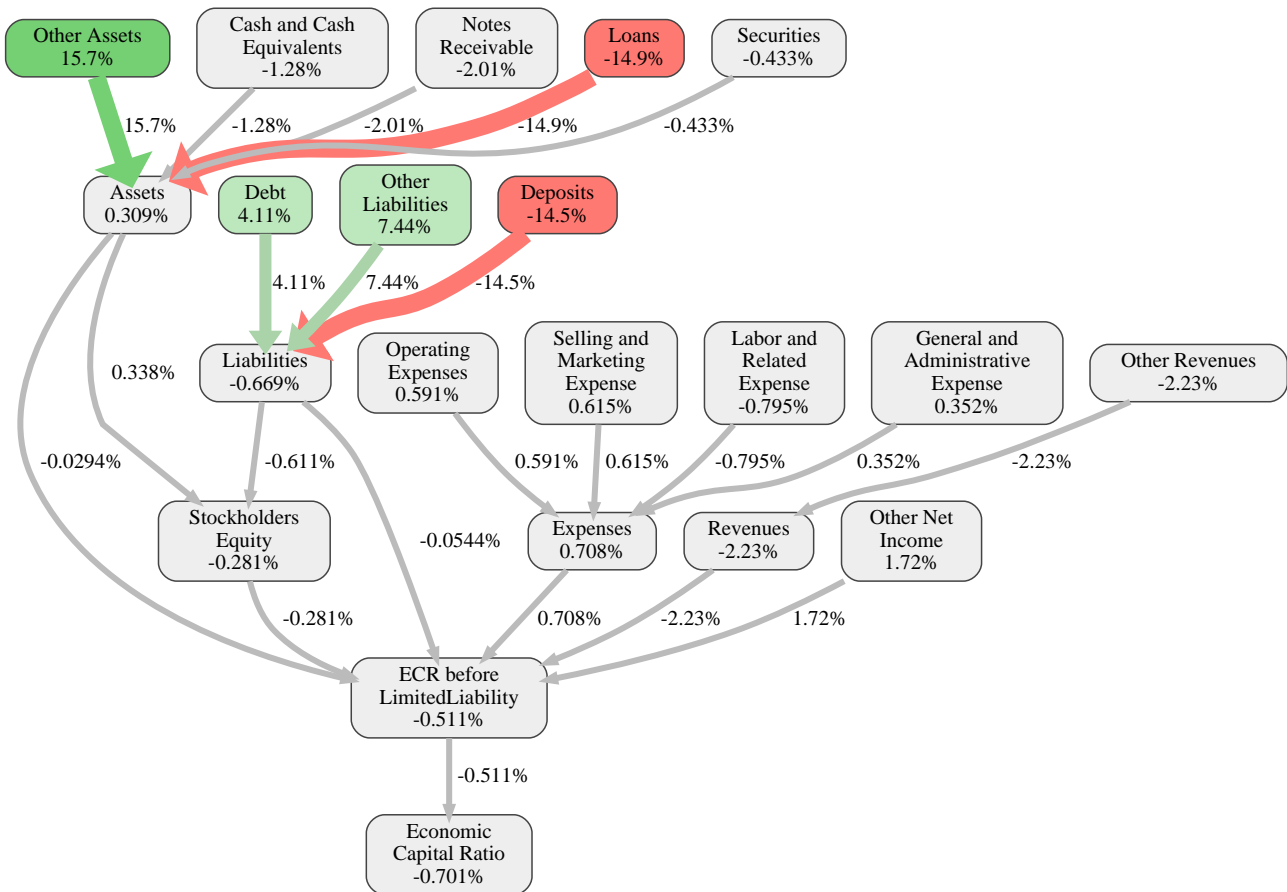 Other Assets
15.7%
Cash and Cash
Equivalents
-1.28%
Notes
Receivable
-2.01%
Loans
-14.9%
Securities
-0.433%
15.7%
-1.28%
-2.01%
-14.9%
-0.433%
Assets
0.309%
Debt
4.11%
Other
Liabilities
7.44%
Deposits
-14.5%
4.11%
7.44%
-14.5%
Liabilities
-0.669%
Operating
Expenses
0.591%
Selling and
Marketing
Expense
0.615%
Labor and
Related
Expense
-0.795%
General and
Administrative
Expense
0.352%
Other Revenues
-2.23%
0.338%
-0.0294%
-0.611%
0.591%
0.615%
-0.795%
0.352%
-2.23%
Stockholders
Equity
-0.281%
-0.0544%
Expenses
0.708%
Revenues
-2.23%
Other Net
Income
1.72%
-0.281%
0.708%
-2.23%
1.72%
ECR before
LimitedLiability
-0.511%
-0.511%
Economic
Capital Ratio
-0.701%